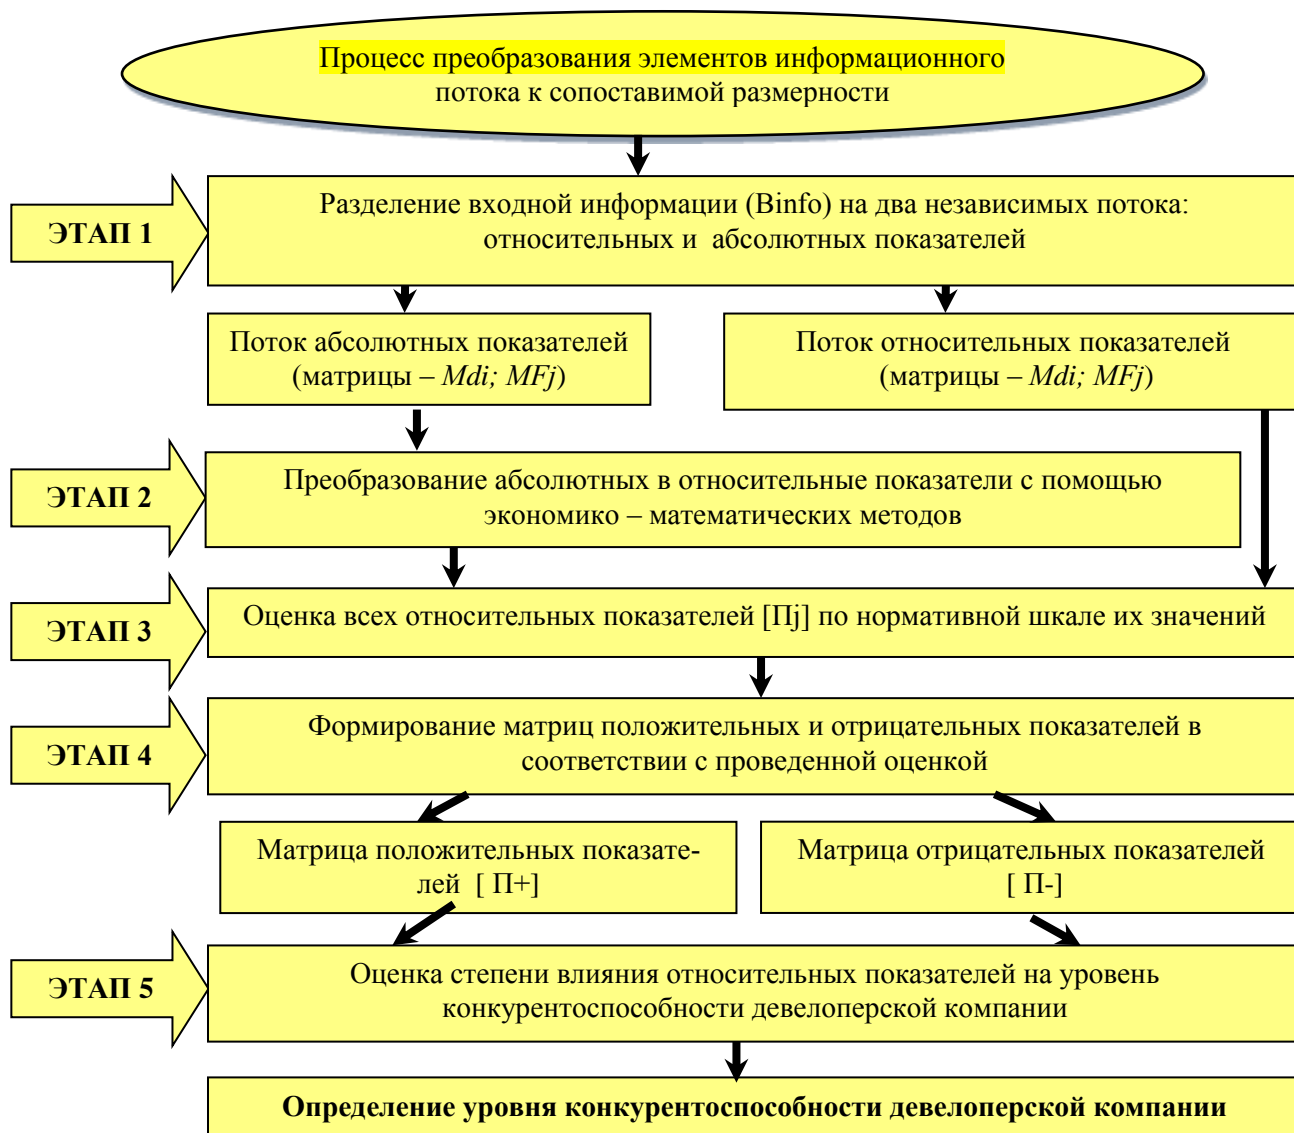 Процесс преобразования элементов информационного
потока к сопоставимой размерности
ЭТАП 1
Разделение входной информации (Binfo) на два независимых потока:
относительных и абсолютных показателей
Поток абсолютных показателей
(матрицы – Mdi; MFj)
Поток относительных показателей
(матрицы – Mdi; MFj)
ЭТАП 2
Преобразование абсолютных в относительные показатели с помощью
экономико – математических методов
ЭТАП 3
Оценка всех относительных показателей [Пj] по нормативной шкале их значений
ЭТАП 4
Формирование матриц положительных и отрицательных показателей в
соответствии с проведенной оценкой
Матрица положительных показате-
лей [ П+]
Матрица отрицательных показателей
[ П-]
ЭТАП 5
Оценка степени влияния относительных показателей на уровень
конкурентоспособности девелоперской компании
Определение уровня конкурентоспособности девелоперской компании